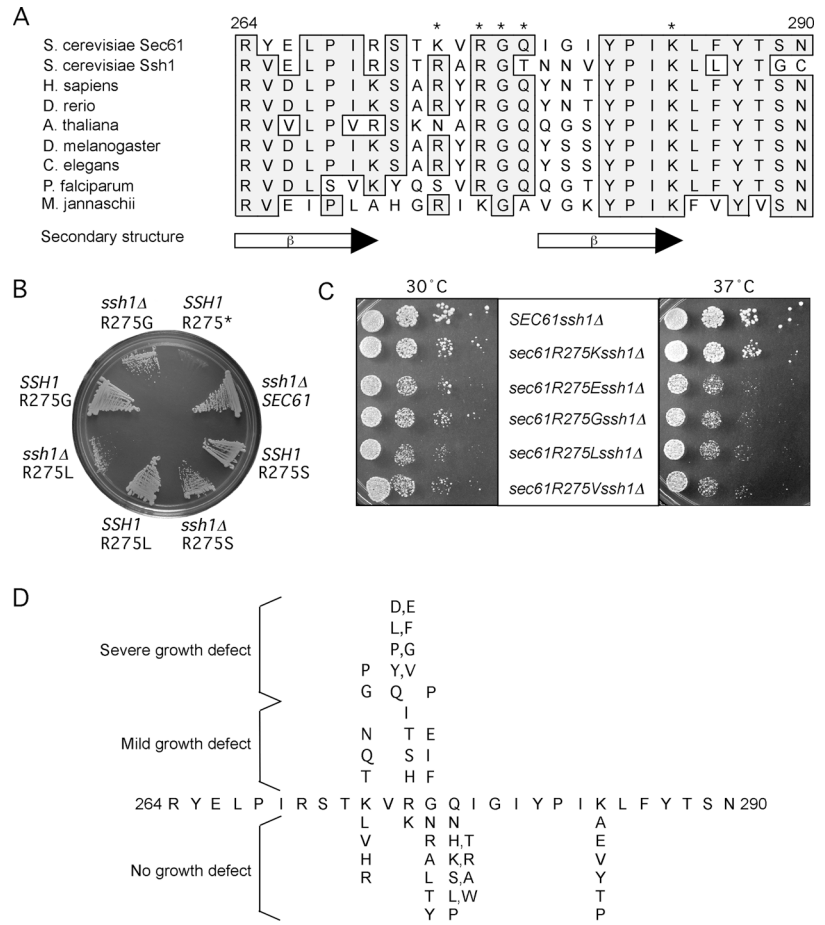 A
264 290
* * * * *
S. cerevisiae Sec61 R Y E L P I R S T K V R G Q I G I Y P I K L F Y T S N
S. cerevisiae Ssh1 R V E L P I R S T R A R G T N N V Y P I K L L Y T G C
H. sapiens R V D L P I K S A R Y R G Q Y N T Y P I K L F Y T S N
D. rerio R V D L P I K S A R Y R G Q Y N T Y P I K L F Y T S N
A. thaliana R V V L P V R S K N A R G Q Q G S Y P I K L F Y T S N
D. melanogaster R V D L P I K S A R Y R G Q Y S S Y P I K L F Y T S N
C. elegans R V D L P I K S A R Y R G Q Y S S Y P I K L F Y T S N
P. falciparum R V D L S V K Y Q S V R G Q Q G T Y P I K L F Y T S N
M. jannaschii R V E I P L A H G R I K G A V G K Y P I K F V Y V S N
Secondary structure β β
B
ssh1Δ R275G
SSH1 R275*
SSH1 R275G
ssh1Δ SEC61
ssh1Δ R275L
SSH1 R275S
SSH1 R275L
ssh1Δ R275S
C
30˚C 37˚C
SEC61ssh1Δ
sec61R275Kssh1Δ
sec61R275Essh1Δ
sec61R275Gssh1Δ
sec61R275Lssh1Δ
sec61R275Vssh1Δ
D
D,E
L,F
Severe growth defect P,G
P Y,V
G Q P
I
N T E
Mild growth defect
Q S I
T H F
264 R Y E L P I R S T K V R G Q I G I Y P I K L F Y T S N 290
L K N N A
V R H,T E
No growth defect
H A K,R V
R L S,A Y
T L,W T
Y P P